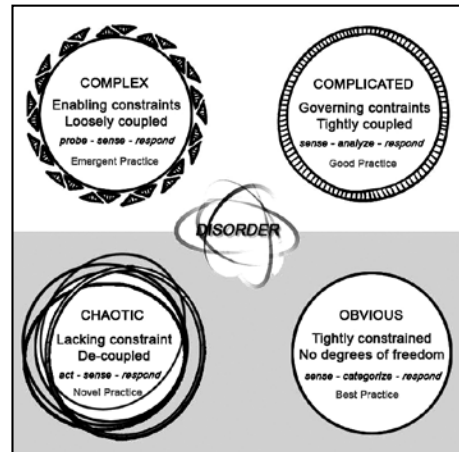 COMPLEX
Enabling constraints
Loosely coupled
probe - sense - respond
Emergent Practice
COMPLICATED
Governing contraints
Tightly coupled
sense - analyze - respond
Good Practice
DISORDER
CHAOTIC
Lacking constraint
De-coupled
act - sense - respond
Novel Practice
OBVIOUS
Tightly constrained
No degrees of freedom
sense - categorize - respond
Best Practice